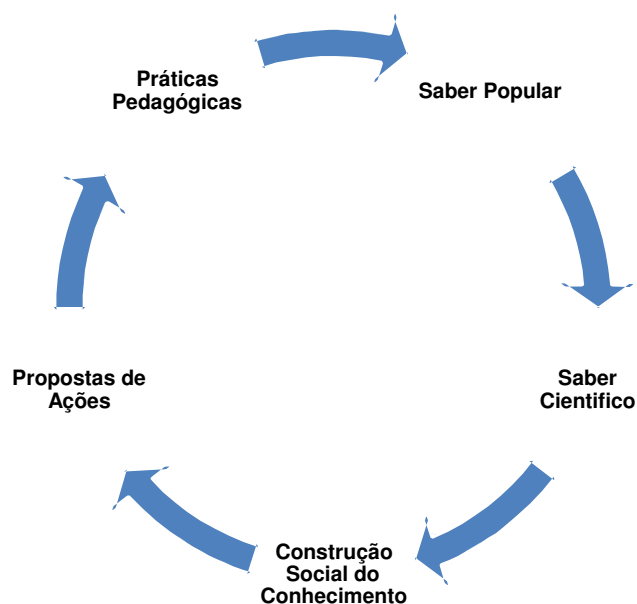 Práticas
Pedagógicas
Saber Popular
Saber
Cientifico
Construção
Social do
Conhecimento
Propostas de
Ações